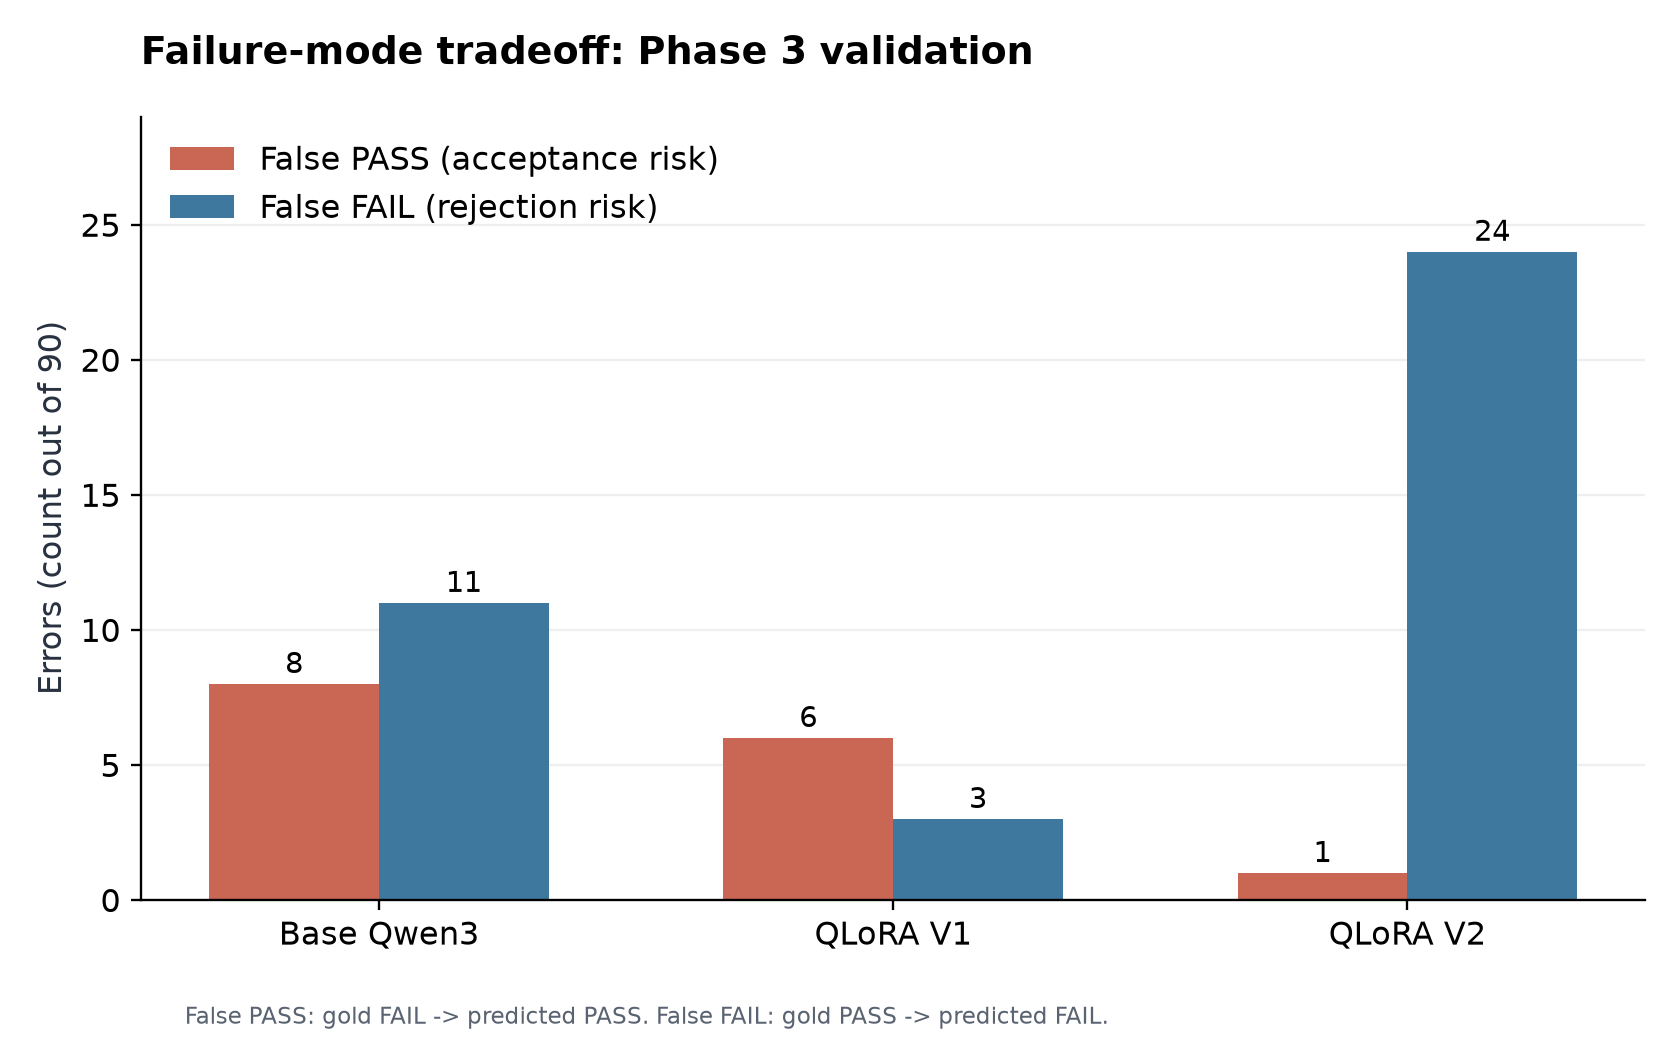 Failure-mode tradeoff: Phase 3 validation
False PASS (acceptance risk)
False FAIL (rejection risk)
Errors (count out of 90)
25
20
15
10
5
0
8
11
6
3
1
24
Base Qwen3
QLoRA V1
QLoRA V2
False PASS: gold FAIL -> predicted PASS. False FAIL: gold PASS -> predicted FAIL.